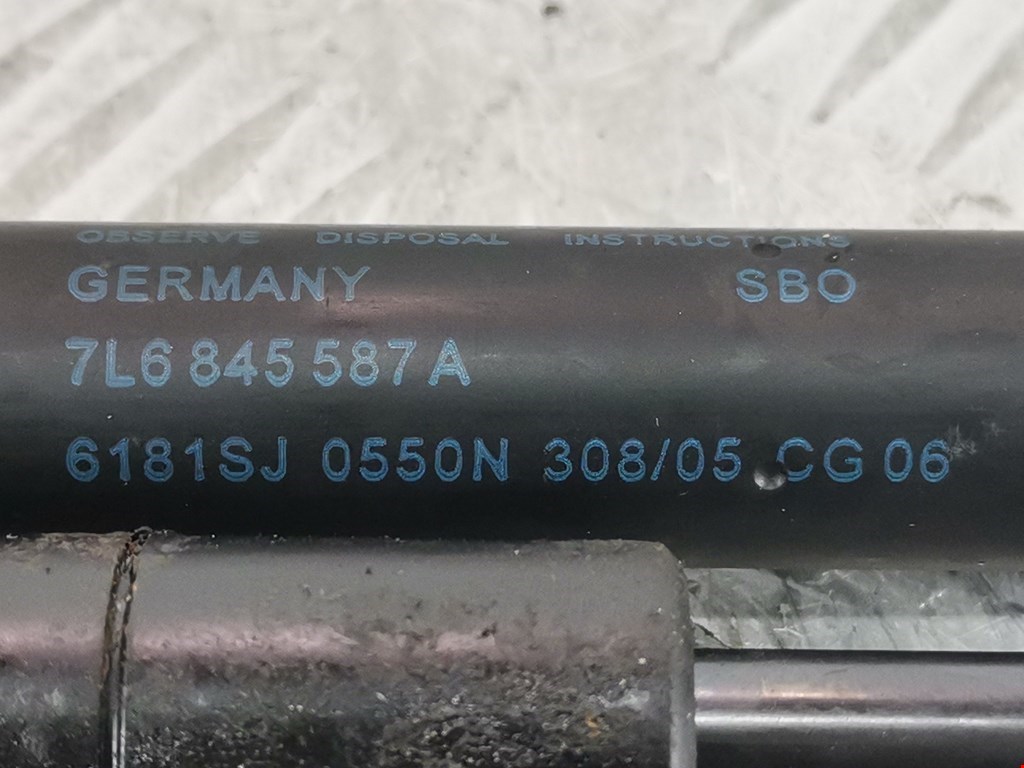 OBSERVE DISPOSAL INSTRUCTIONS
GERMANY SBO
7L6 845 587 A
6181SJ 0550N 308/05 CG 06